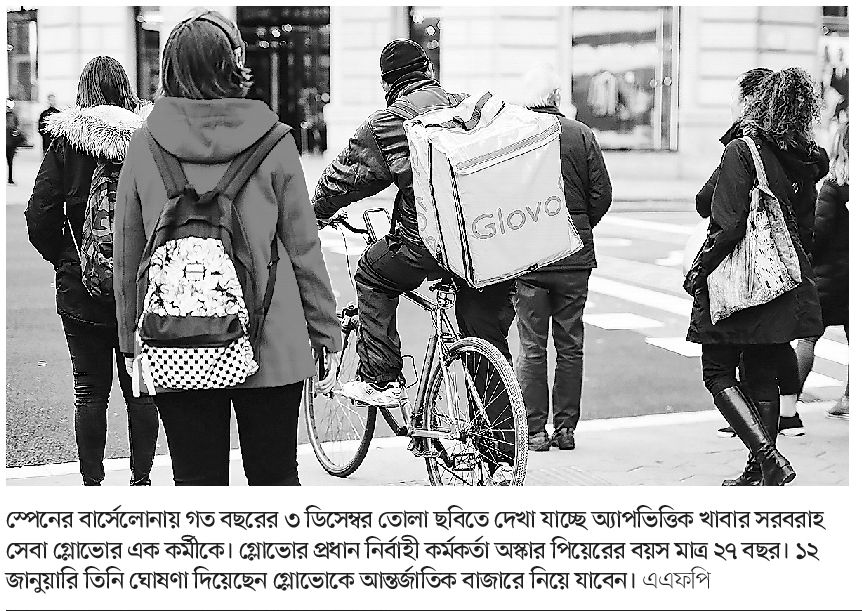 Glovo
স্পেনের বার্সেলোনায় গত বছরের ৩ ডিসেম্বর তোলা ছবিতে দেখা যাচ্ছে অ্যাপভিত্তিক খাবার সরবরাহ
সেবা গ্লোভোর এক কর্মীকে। গ্লোভোর প্রধান নির্বাহী কর্মকর্তা অস্কার পিয়েরের বয়স মাত্র ২৭ বছর। ১২
জানুয়ারি তিনি ঘোষণা দিয়েছেন গ্লোভোকে আন্তর্জাতিক বাজারে নিয়ে যাবেন। এএফপি